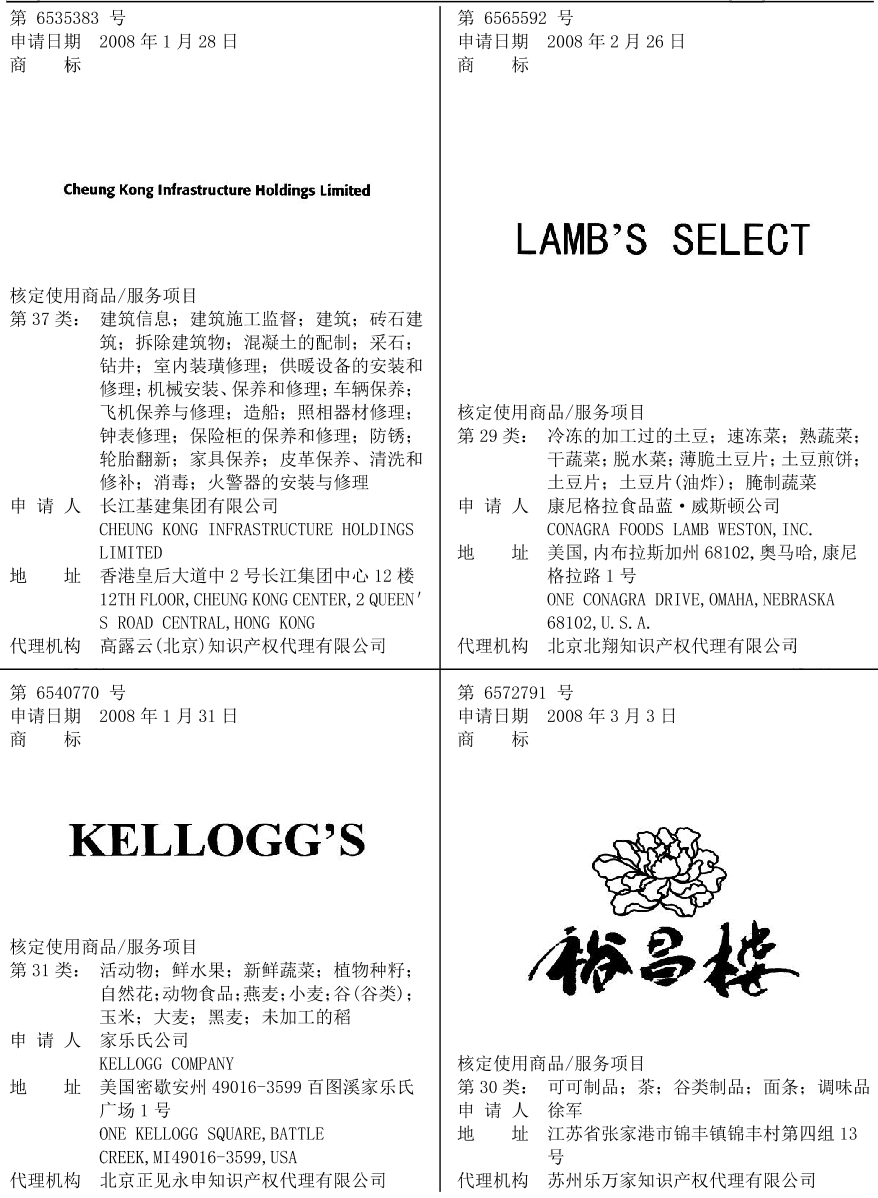 第 6535383 号
申请日期 2008 年 1 月 28 日
商 标
Cheung Kong Infrastructure Holdings Limited
核定使用商品/服务项目
第 37 类： 建筑信息；建筑施工监督；建筑；砖石建
筑；拆除建筑物；混凝土的配制；采石；
钻井；室内装璜修理；供暖设备的安装和
修理；机械安装、保养和修理；车辆保养；
飞机保养与修理；造船；照相器材修理；
钟表修理；保险柜的保养和修理；防锈；
轮胎翻新；家具保养；皮革保养、清洗和
修补；消毒；火警器的安装与修理
申 请 人 长江基建集团有限公司
CHEUNG KONG INFRASTRUCTURE HOLDINGS
LIMITED
地 址 香港皇后大道中 2 号长江集团中心 12 楼
12TH FLOOR,CHEUNG KONG CENTER,2 QUEEN'
S ROAD CENTRAL,HONG KONG
代理机构 高露云(北京)知识产权代理有限公司
第 6565592 号
申请日期 2008 年 2 月 26 日
商 标
LAMB'S SELECT
核定使用商品/服务项目
第 29 类： 冷冻的加工过的土豆；速冻菜；熟蔬菜；
干蔬菜；脱水菜；薄脆土豆片；土豆煎饼；
土豆片；土豆片(油炸)；腌制蔬菜
申 请 人 康尼格拉食品蓝·威斯顿公司
CONAGRA FOODS LAMB WESTON,INC.
地 址 美国,内布拉斯加州 68102,奥马哈,康尼
格拉路 1 号
ONE CONAGRA DRIVE,OMAHA,NEBRASKA
68102,U.S.A.
代理机构 北京北翔知识产权代理有限公司
第 6540770 号
申请日期 2008 年 1 月 31 日
商 标
KELLOGG'S
核定使用商品/服务项目
第 31 类： 活动物；鲜水果；新鲜蔬菜；植物种籽；
自然花；动物食品；燕麦；小麦；谷(谷类)；
玉米；大麦；黑麦；未加工的稻
申 请 人 家乐氏公司
KELLOGG COMPANY
地 址 美国密歇安州 49016-3599 百图溪家乐氏
广场 1 号
ONE KELLOGG SQUARE,BATTLE
CREEK,MI49016-3599,USA
代理机构 北京正见永申知识产权代理有限公司
第 6572791 号
申请日期 2008 年 3 月 3 日
商 标
裕昌楼
核定使用商品/服务项目
第 30 类： 可可制品；茶；谷类制品；面条；调味品
申 请 人 徐军
地 址 江苏省张家港市锦丰镇锦丰村第四组 13
号
代理机构 苏州乐万家知识产权代理有限公司